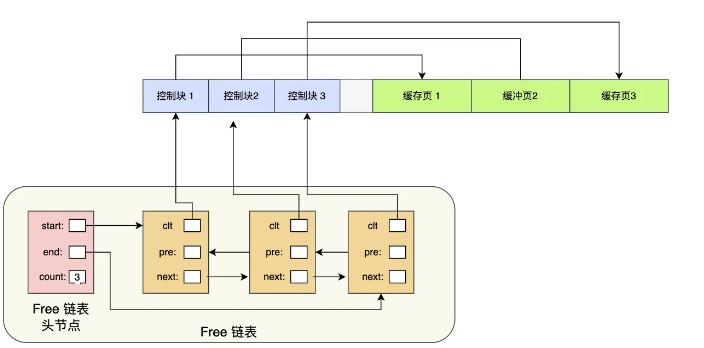 控制块 1
控制块2
控制块 3
缓存页 1
缓冲页2
缓存页3
start:
end:
count: 3
clt
pre:
next:
clt
pre:
next:
clt
pre:
next:
Free 链表
头节点
Free 链表